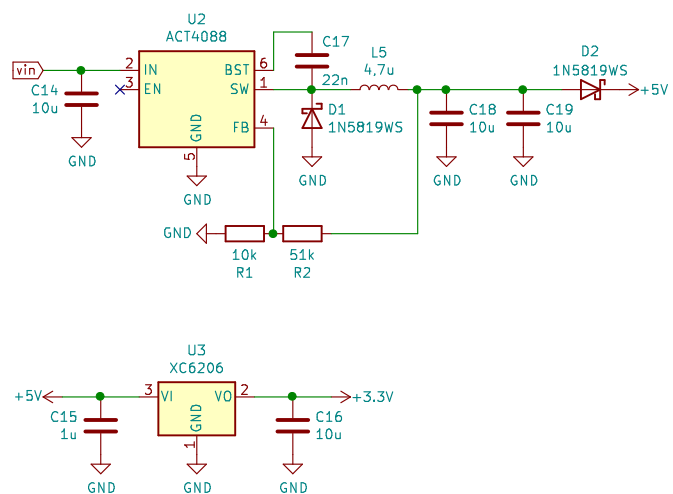 U2
ACT4088
vin
2
IN
3
EN
C14
10u
GND
GND
5
GND
BST
6
SW
1
FB
4
C17
22n
D1
1N5819WS
GND
L5
4.7u
C18
10u
GND
C19
10u
GND
D2
1N5819WS
+5V
GND
10k
R1
51k
R2
U3
XC6206
+5V
3
VI
VO
2
+3.3V
GND
1
C15
1u
C16
10u
GND
GND
GND